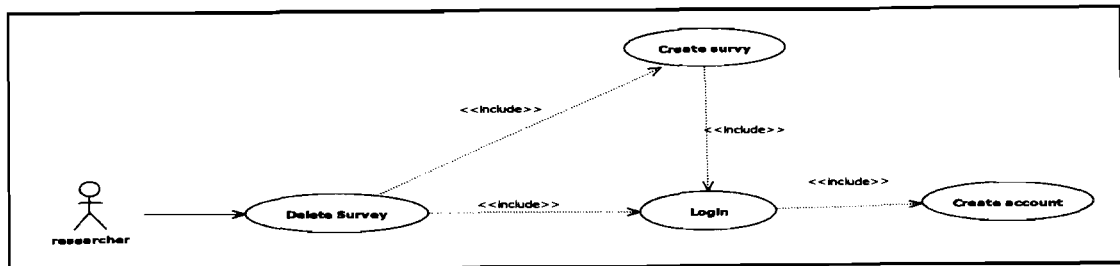 Create survy
<<include>>
<<include>>
<<include>>
Delete Survey
<<include>>
Login
Create account
researcher